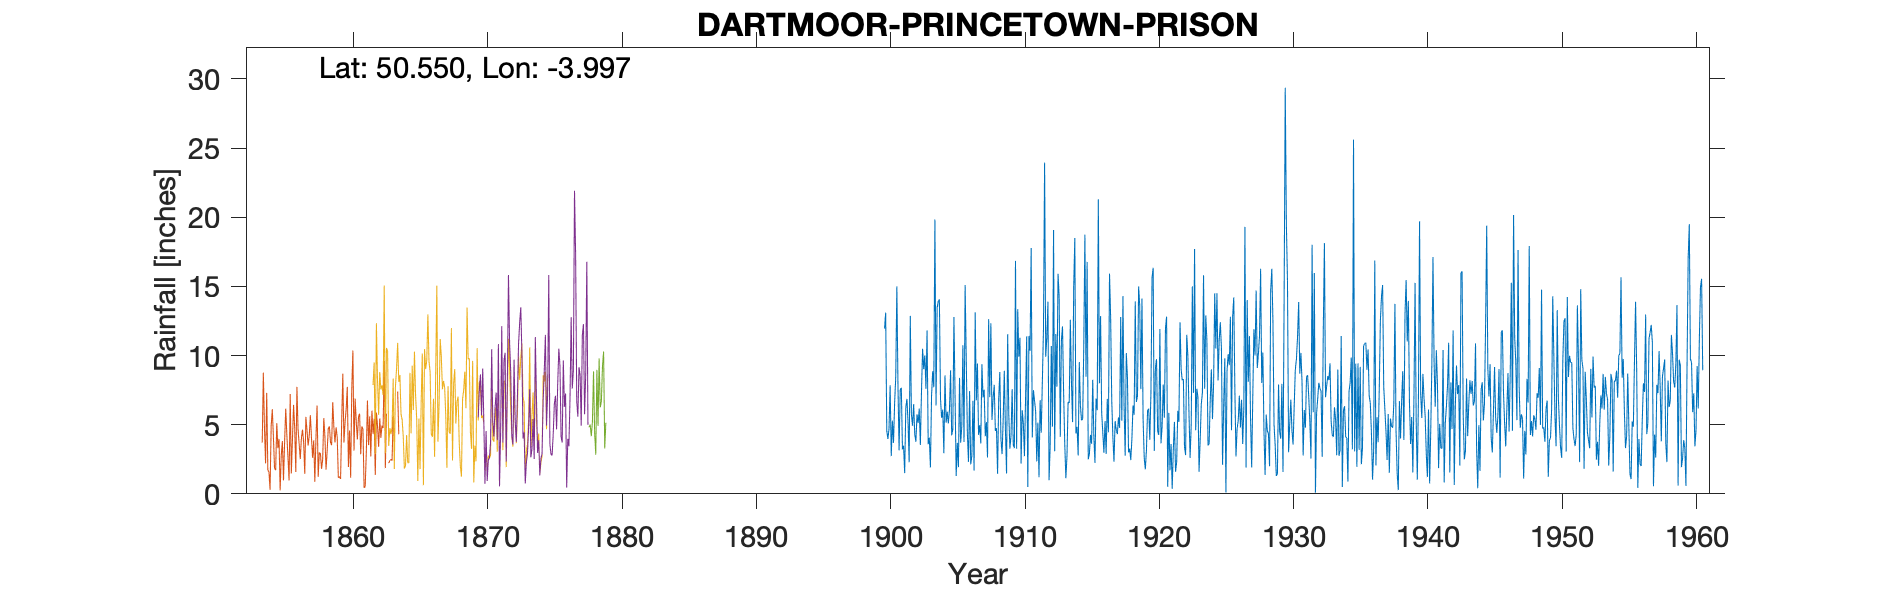 DARTMOOR-PRINCETOWN-PRISON
Lat: 50.550, Lon: -3.997
Rainfall [inches]
30
25
20
15
10
5
0
1860 1870 1880 1890 1900 1910 1920 1930 1940 1950 1960
Year